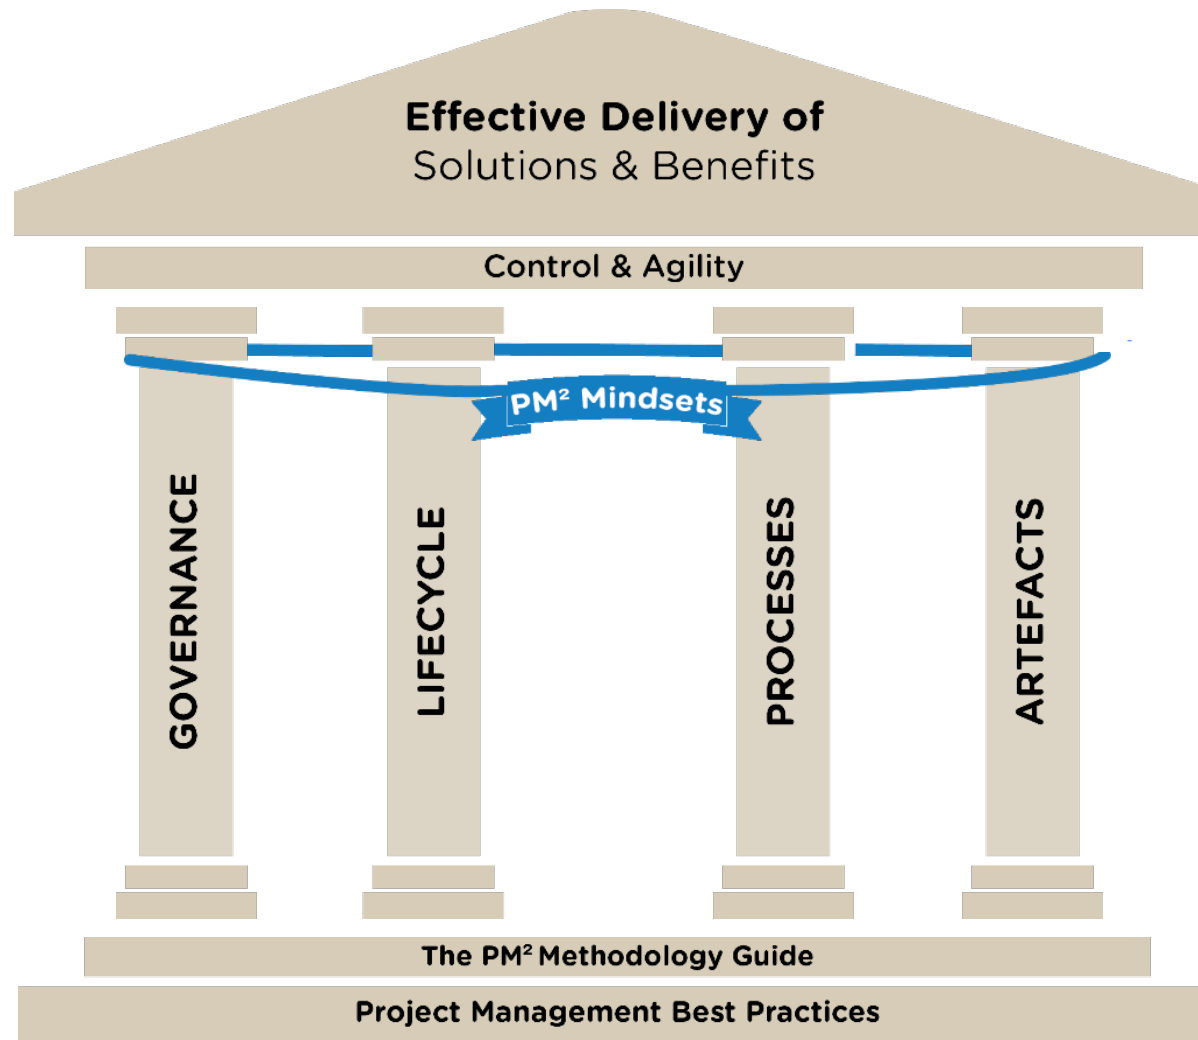 Effective Delivery of
Solutions & Benefits
Control & Agility
PM² Mindsets
GOVERNANCE
LIFECYCLE
PROCESSES
ARTEFACTS
The PM² Methodology Guide
Project Management Best Practices